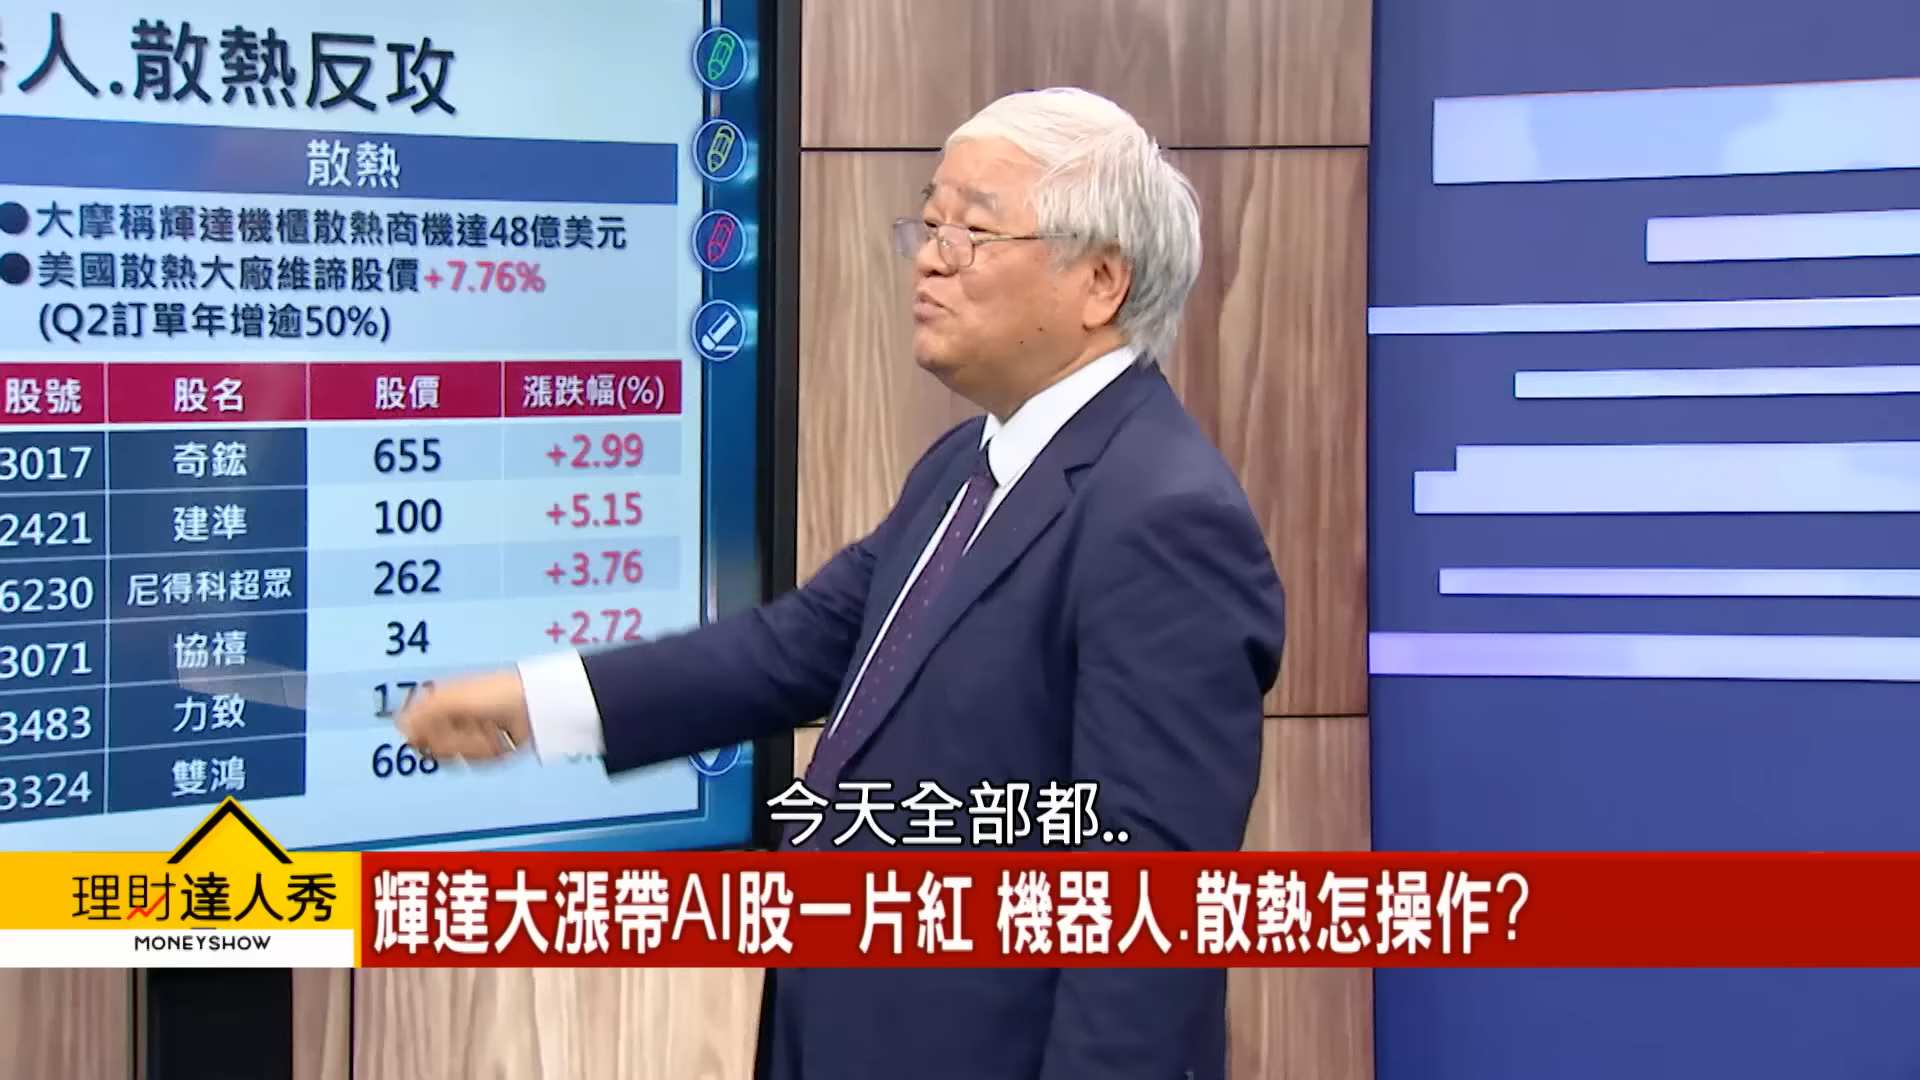 人.散熱反攻
散熱
●大摩稱輝達機櫃散熱商機達48億美元
●美國散熱大廠維諦股價+7.76%
(Q2訂單年增逾50%)
股號 股名 股價 漲跌幅(%)
3017 奇鋐 655 +2.99
2421 建準 100 +5.15
6230 尼得科超眾 262 +3.76
3071 協禧 34 +2.72
3483 力致
3324 雙鴻 668
今天全部都..
理財達人秀
MONEYSHOW
輝達大漲帶AI股一片紅 機器人.散熱怎操作?